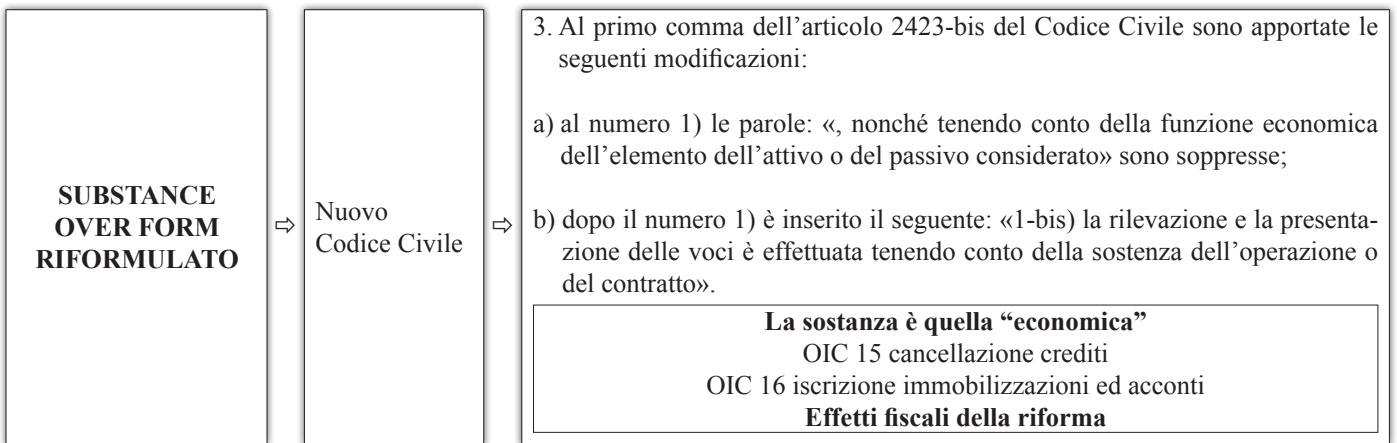 SUBSTANCE
OVER FORM
RIFORMULATO
⇨
Nuovo
Codice Civile
⇨
3. Al primo comma dell’articolo 2423-bis del Codice Civile sono apportate le
seguenti modificazioni:
a) al numero 1) le parole: «, nonché tenendo conto della funzione economica
dell’elemento dell’attivo o del passivo considerato» sono soppresse;
b) dopo il numero 1) è inserito il seguente: «1-bis) la rilevazione e la presenta-
zione delle voci è effettuata tenendo conto della sostenza dell’operazione o
del contratto».
La sostanza è quella “economica”
OIC 15 cancellazione crediti
OIC 16 iscrizione immobilizzazioni ed acconti
Effetti fiscali della riforma